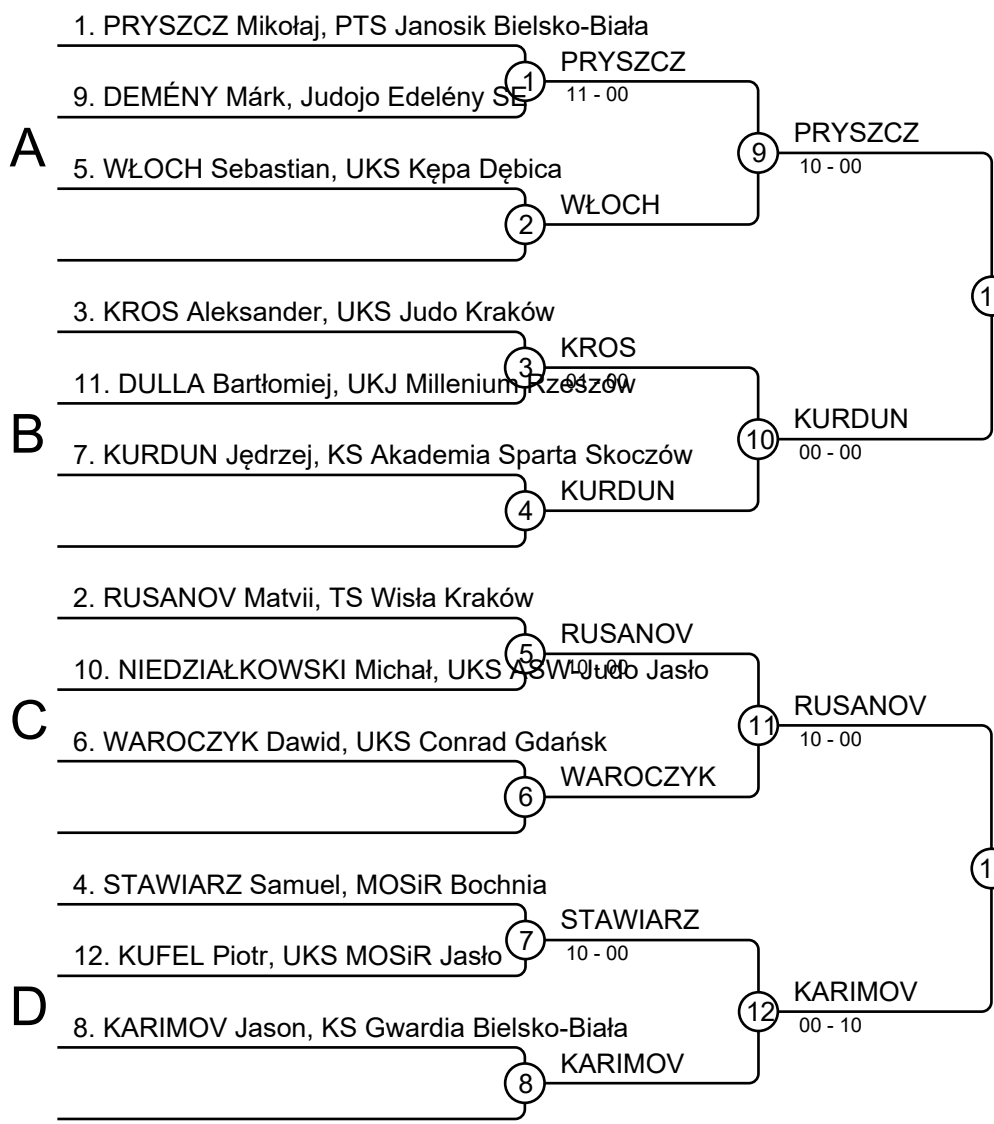 1. PRYSZCZ Mikołaj, PTS Janosik Bielsko-Biała
PRYSZCZ
1
11 - 00
9. DEMÉNY Márk, Judojo Edelény SE
A
PRYSZCZ
9
10 - 00
5. WŁOCH Sebastian, UKS Kępa Dębica
WŁOCH
2
1
3. KROS Aleksander, UKS Judo Kraków
KROS
3
01 - 00
11. DULLA Bartłomiej, UKJ Millenium Rzeszów
B
KURDUN
10
00 - 00
7. KURDUN Jędrzej, KS Akademia Sparta Skoczów
KURDUN
4
2. RUSANOV Matvii, TS Wisła Kraków
RUSANOV
5
10 - 00
10. NIEDZIAŁKOWSKI Michał, UKS ASW-Judo Jasło
C
RUSANOV
11
10 - 00
6. WAROCZYK Dawid, UKS Conrad Gdańsk
WAROCZYK
6
1
4. STAWIARZ Samuel, MOSiR Bochnia
STAWIARZ
7
10 - 00
12. KUFEL Piotr, UKS MOSiR Jasło
D
KARIMOV
12
00 - 10
8. KARIMOV Jason, KS Gwardia Bielsko-Biała
KARIMOV
8